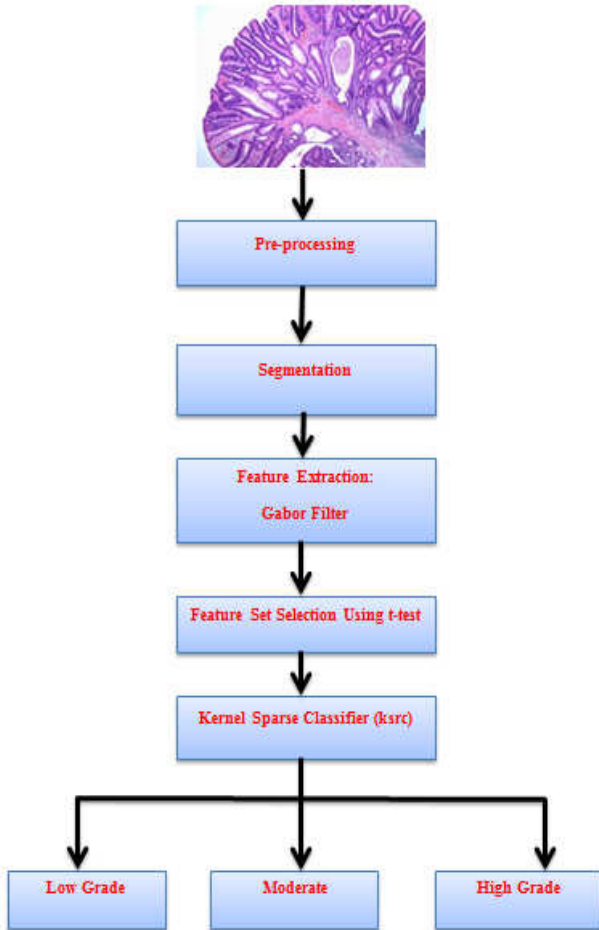 Pre-processing
Segmentation
Feature Extraction:
Gabor Filter
Feature Set Selection Using t-test
Kernel Sparse Classifier (ksrc)
Low Grade
Moderate
High Grade